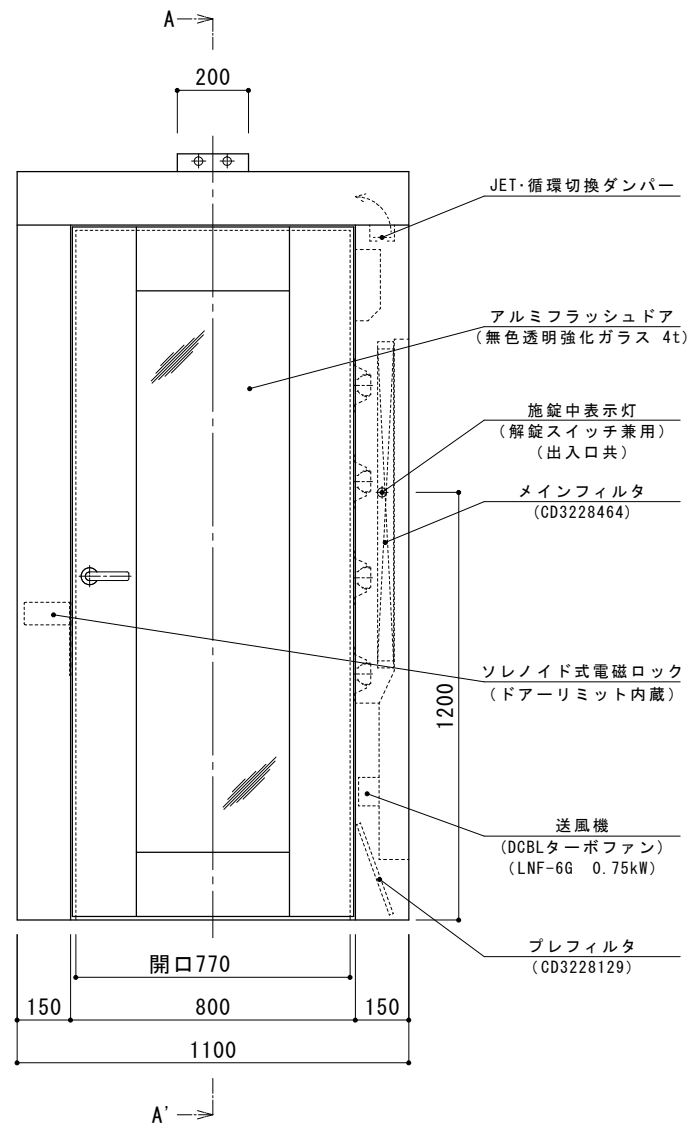 A
200
JET･循環切換ダンパー
アルミフラッシュドア
(無色透明強化ガラス 4t)
施錠中表示灯
(解錠スイッチ兼用)
(出入口共)
メインフィルタ
(CD3228464)
ソレノイド式電磁ロック
(ドアーリミット内蔵)
1200
送風機
(DCBLターボファン)
(LNF-6G 0.75kW)
プレフィルタ
(CD3228129)
開口770
150
800
150
1100
A'